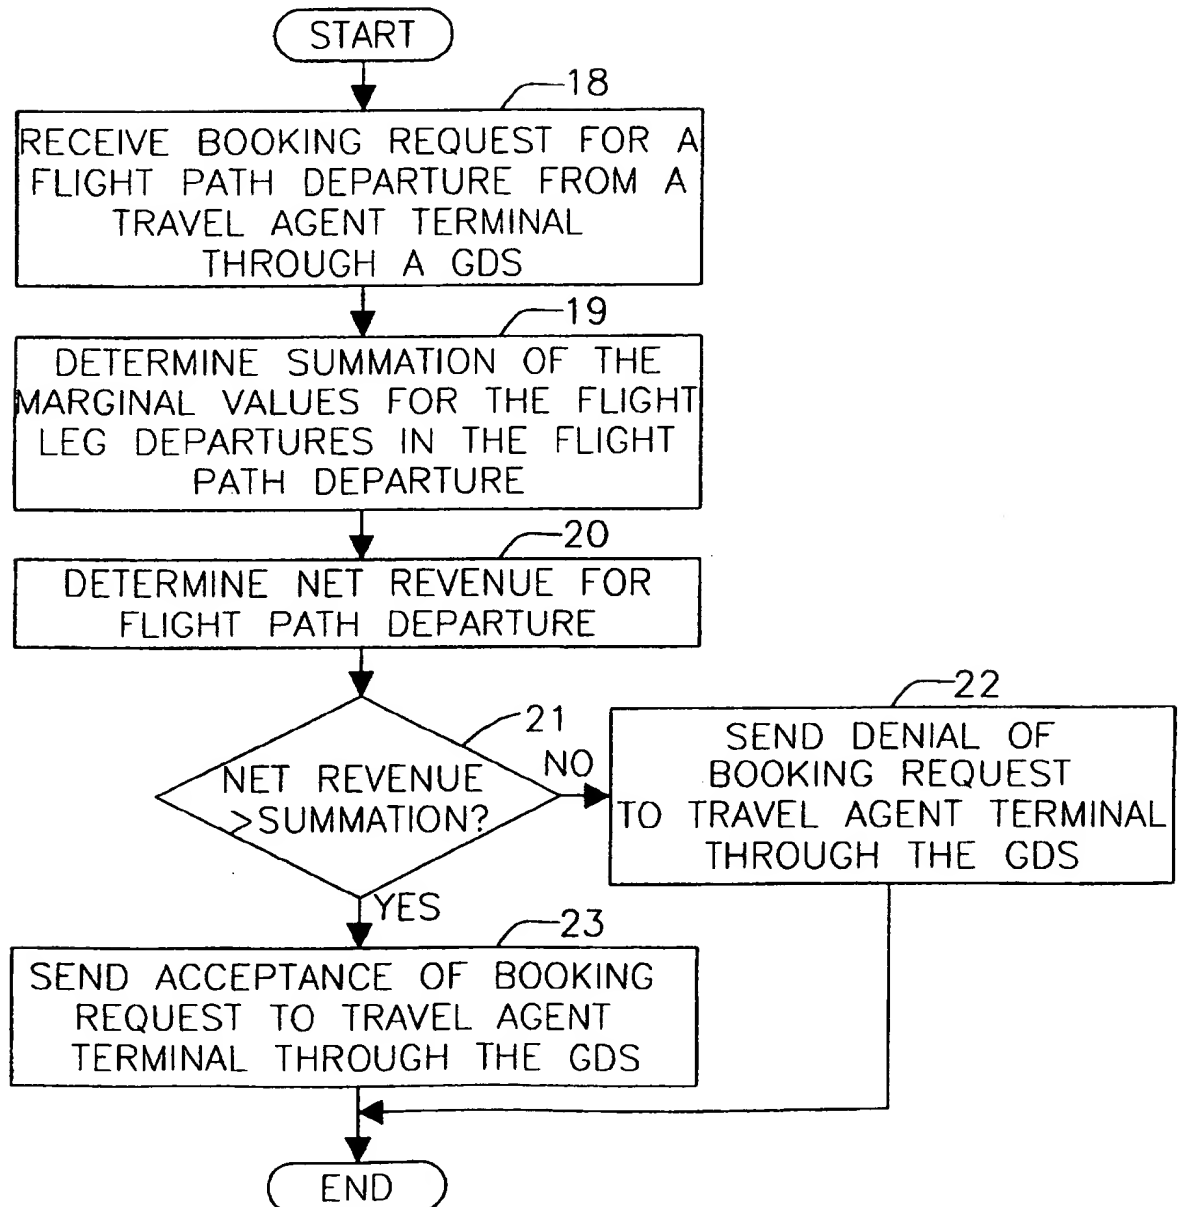 START
18
RECEIVE BOOKING REQUEST FOR A
FLIGHT PATH DEPARTURE FROM A
TRAVEL AGENT TERMINAL
THROUGH A GDS
19
DETERMINE SUMMATION OF THE
MARGINAL VALUES FOR THE FLIGHT
LEG DEPARTURES IN THE FLIGHT
PATH DEPARTURE
20
DETERMINE NET REVENUE FOR
FLIGHT PATH DEPARTURE
21
NET REVENUE
>SUMMATION?
NO
22
SEND DENIAL OF
BOOKING REQUEST
TO TRAVEL AGENT TERMINAL
THROUGH THE GDS
YES
23
SEND ACCEPTANCE OF BOOKING
REQUEST TO TRAVEL AGENT
TERMINAL THROUGH THE GDS
END